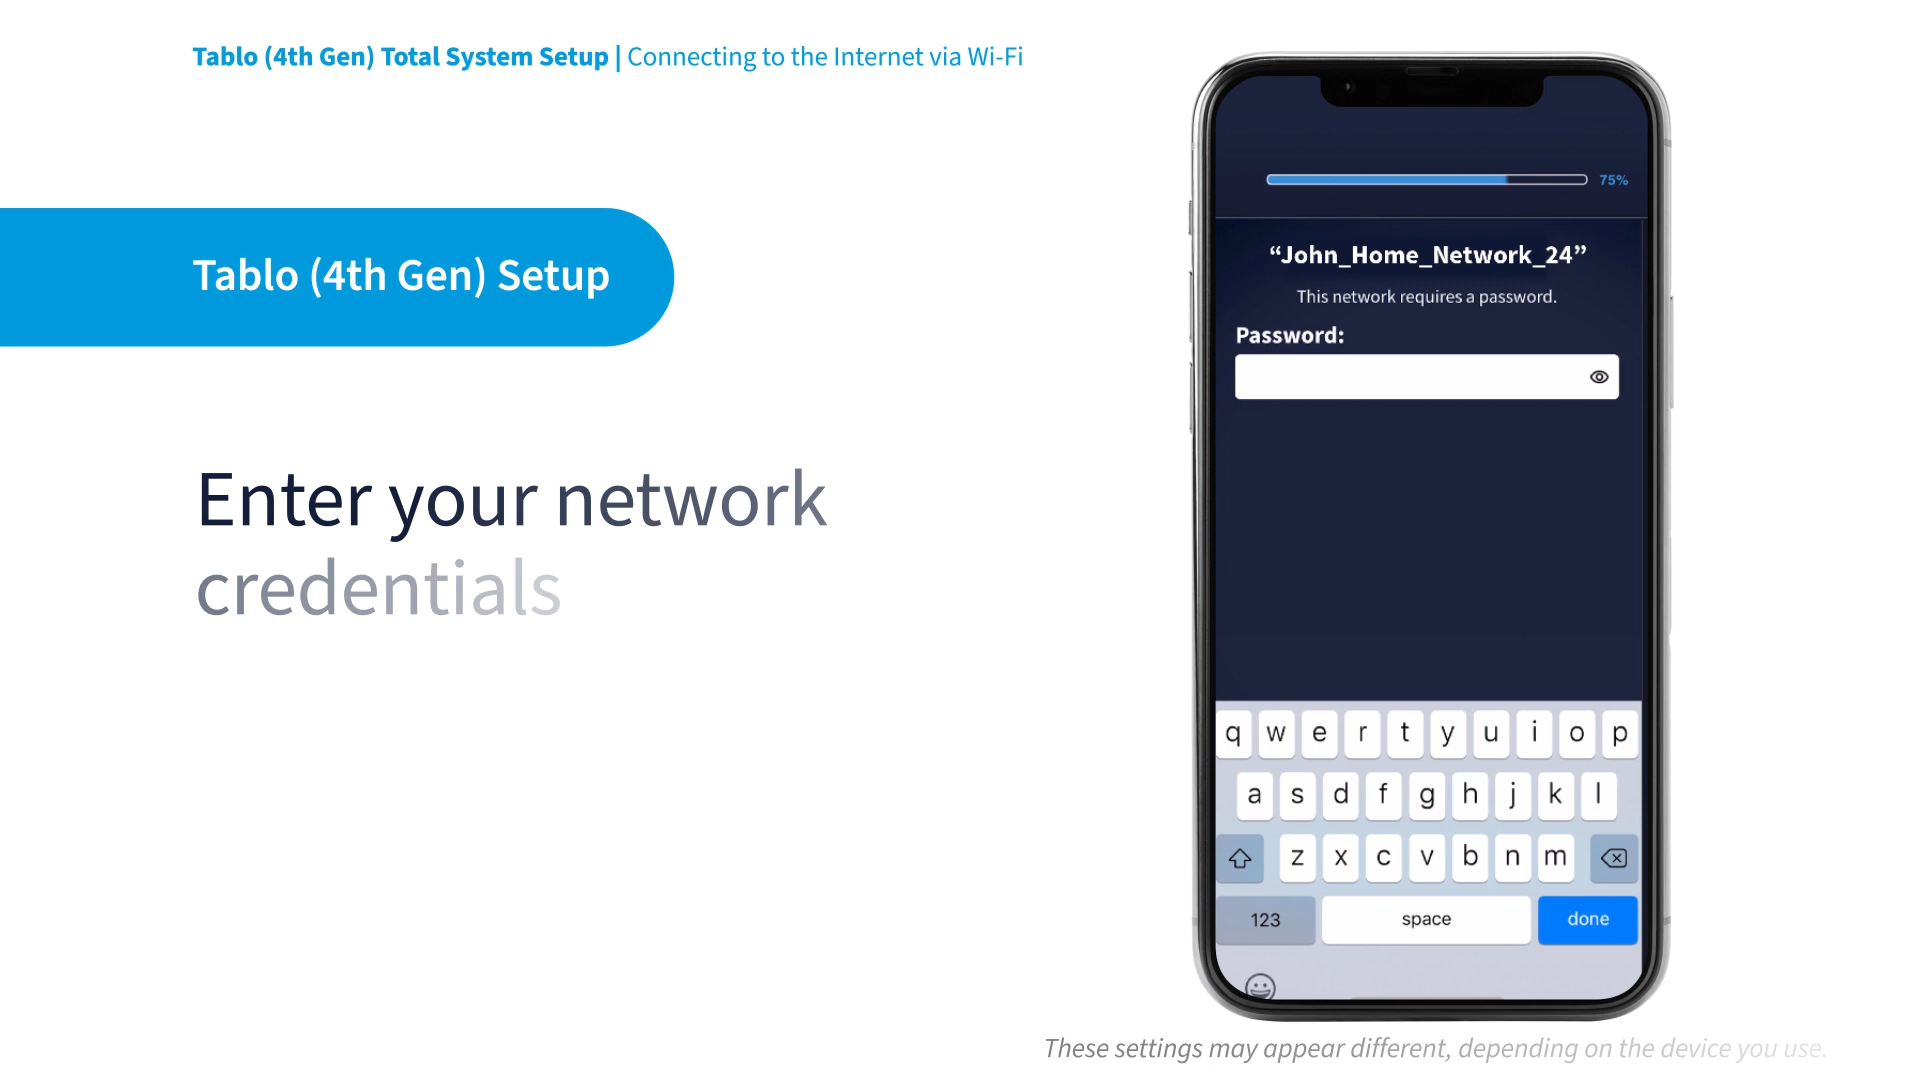 Tablo (4th Gen) Total System Setup | Connecting to the Internet via Wi-Fi
Tablo (4th Gen) Setup
Enter your network
credentials
75%
“John_Home_Network_24”
This network requires a password.
Password:
q w e r t y u i o p
a s d f g h j k l
z x c v b n m
123 space done
These settings may appear different, depending on the device you use.